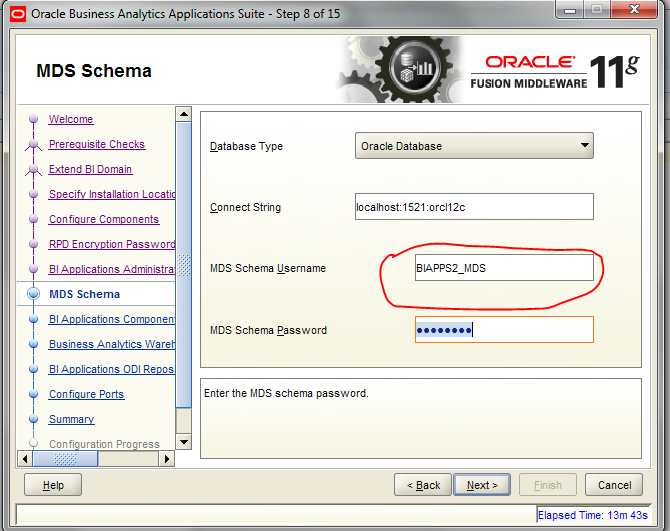 Oracle Business Analytics Applications Suite - Step 8 of 15
MDS Schema
ORACLE®
FUSION MIDDLEWARE 11g
Welcome
Prerequisite Checks
Extend BI Domain
Specify Installation Locatic
Configure Components
RPD Encryption Password
BI Applications Administra
MDS Schema
BI Applications Component
Business Analytics Wareh
BI Applications ODI Repos
Configure Ports
Summary
Configuration Progress
Database Type
Oracle Database
Connect String
localhost:1521:orcl12c
MDS Schema Username
BIAPPS2_MDS
MDS Schema Password
●●●●●●●●
Enter the MDS schema password.
Help
< Back
Next >
Finish
Cancel
Elapsed Time: 13m 43s